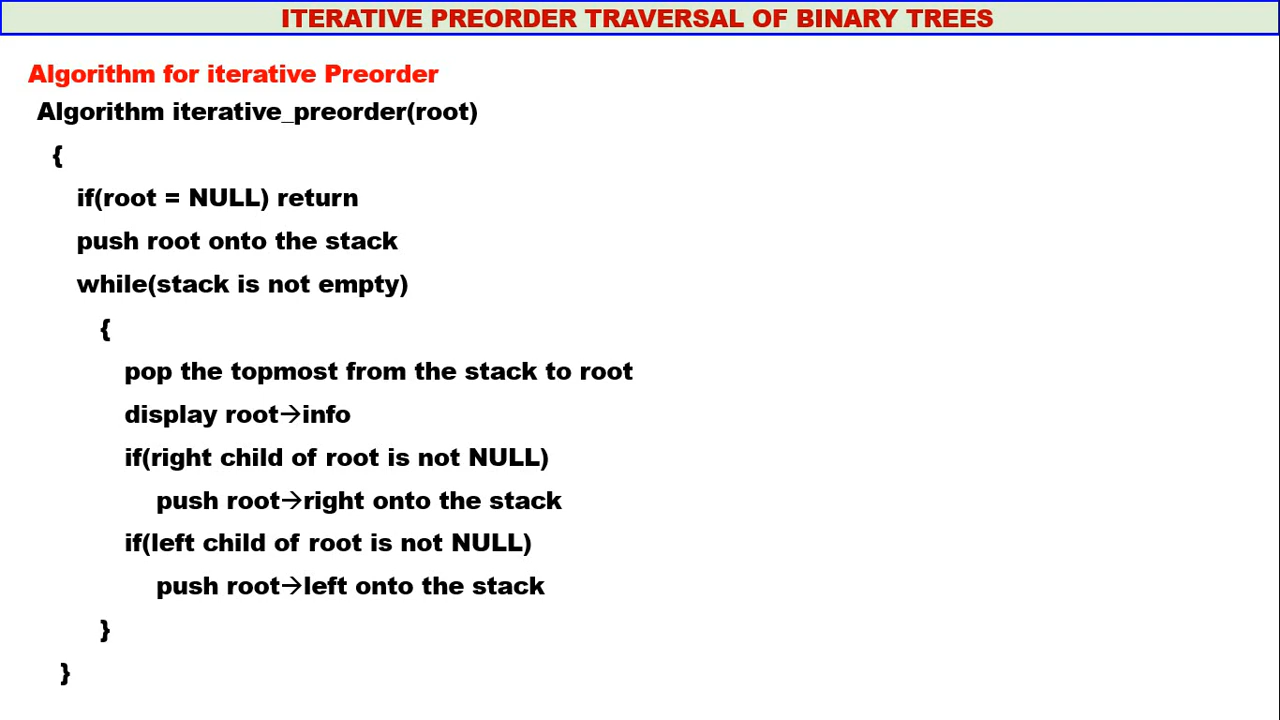 ITERATIVE PREORDER TRAVERSAL OF BINARY TREES
Algorithm for iterative Preorder
Algorithm iterative_preorder(root)
{
if(root = NULL) return
push root onto the stack
while(stack is not empty)
{
pop the topmost from the stack to root
display root→info
if(right child of root is not NULL)
push root→right onto the stack
if(left child of root is not NULL)
push root→left onto the stack
}
}